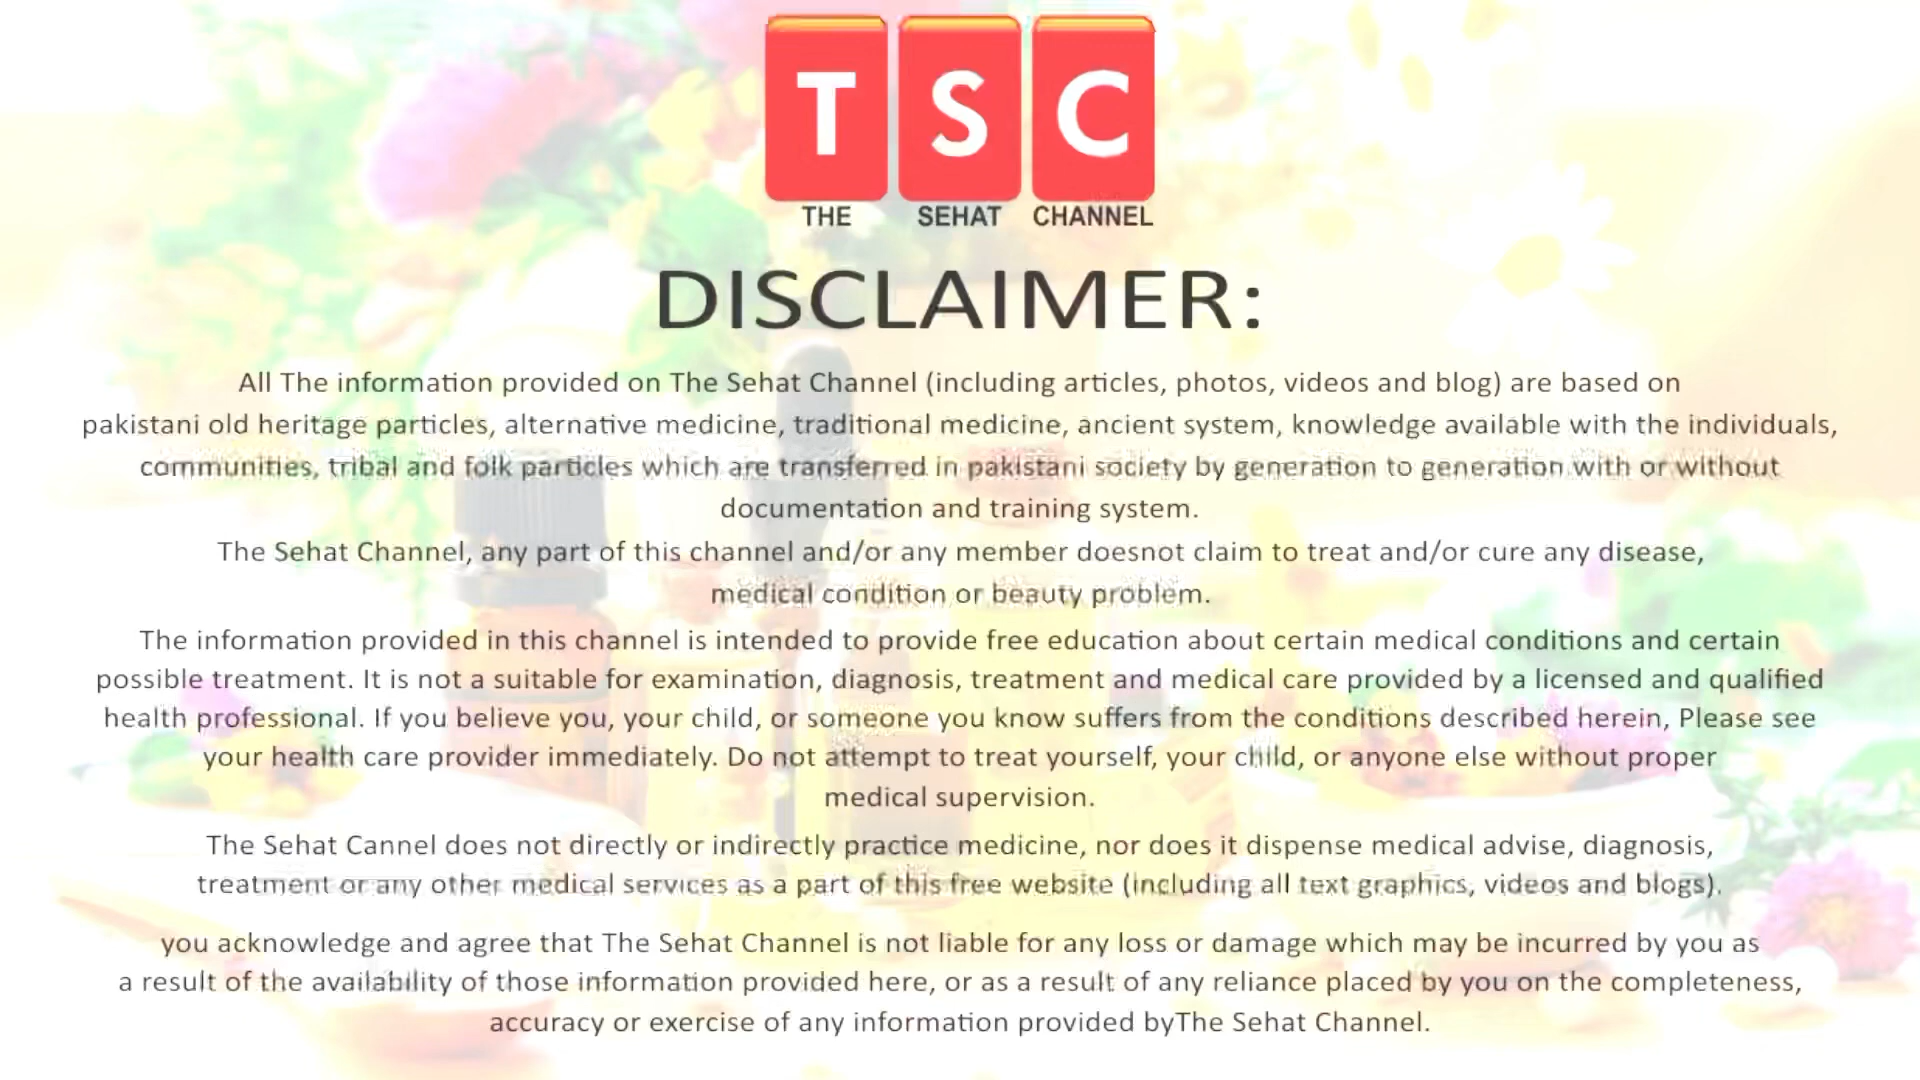 T S C
THE SEHAT CHANNEL
DISCLAIMER:
All The information provided on The Sehat Channel (including articles, photos, videos and blog) are based on
pakistani old heritage particles, alternative medicine, traditional medicine, ancient system, knowledge available with the individuals,
communities, tribal and folk particles which are transferred in pakistani society by generation to generation with or without
documentation and training system.
The Sehat Channel, any part of this channel and/or any member doesnot claim to treat and/or cure any disease,
medical condition or beauty problem.
The information provided in this channel is intended to provide free education about certain medical conditions and certain
possible treatment. It is not a suitable for examination, diagnosis, treatment and medical care provided by a licensed and qualified
health professional. If you believe you, your child, or someone you know suffers from the conditions described herein, Please see
your health care provider immediately. Do not attempt to treat yourself, your child, or anyone else without proper
medical supervision.
The Sehat Cannel does not directly or indirectly practice medicine, nor does it dispense medical advise, diagnosis,
treatment or any other medical services as a part of this free website (including all text graphics, videos and blogs).
you acknowledge and agree that The Sehat Channel is not liable for any loss or damage which may be incurred by you as
a result of the availability of those information provided here, or as a result of any reliance placed by you on the completeness,
accuracy or exercise of any information provided byThe Sehat Channel.